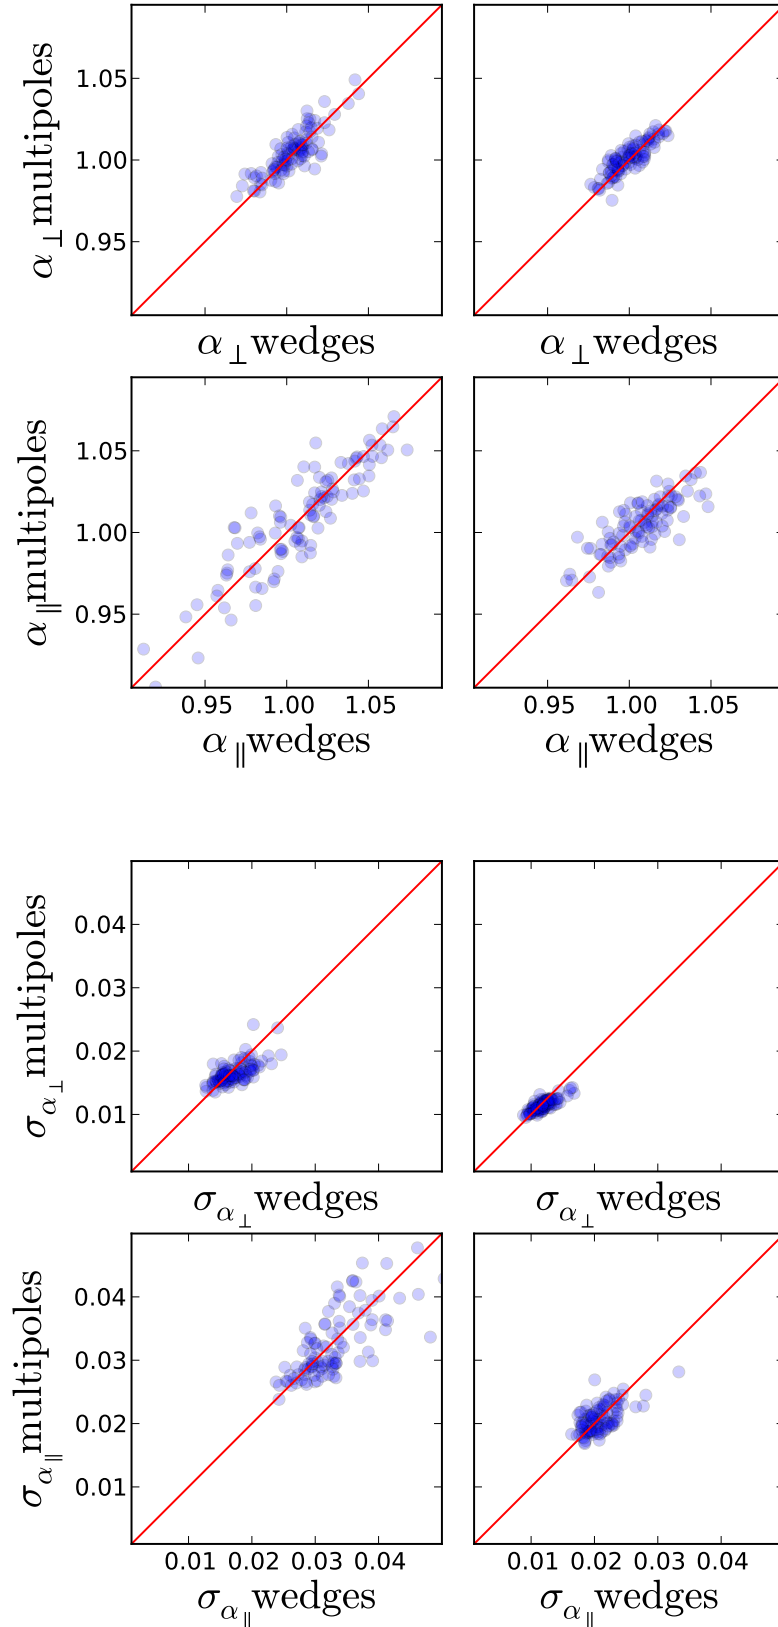 α⊥ multipoles
1.05
1.00
0.95
α⊥ wedges
α⊥ wedges
α∥ multipoles
1.05
1.00
0.95
0.95 1.00 1.05
0.95 1.00 1.05
α∥ wedges
α∥ wedges
σα⊥ multipoles
0.04
0.03
0.02
0.01
σα⊥ wedges
σα⊥ wedges
σα∥ multipoles
0.04
0.03
0.02
0.01
0.01 0.02 0.03 0.04
0.01 0.02 0.03 0.04
σα∥ wedges
σα∥ wedges